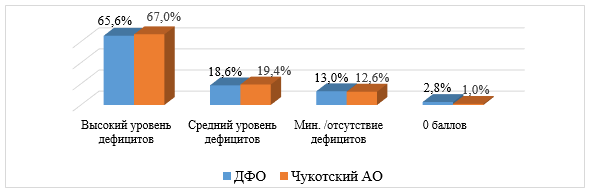 65,6% 67,0%
18,6% 19,4%
13,0% 12,6%
2,8% 1,0%
Высокий уровень
дефицитов
Средний уровень
дефицитов
Мин. /отсутствие
дефицитов
0 баллов
ДФО Чукотский АО